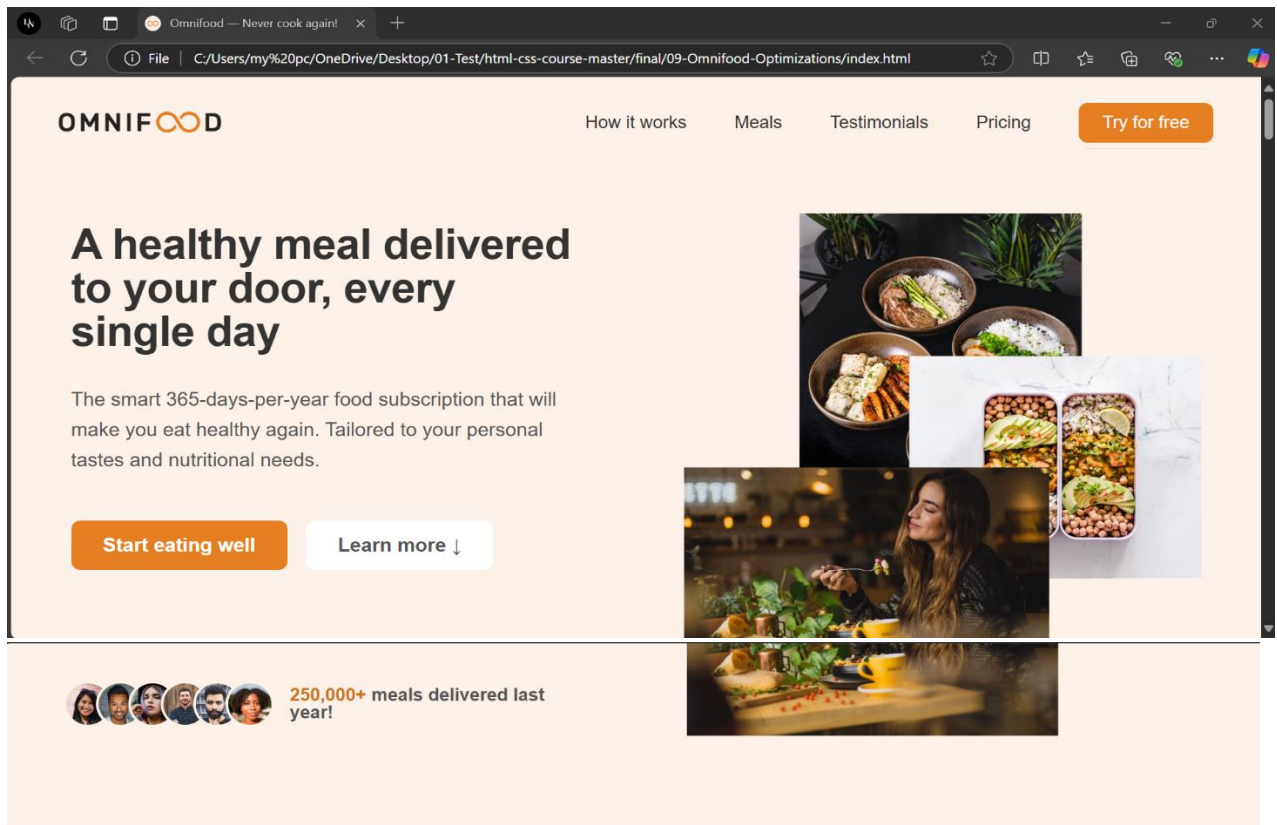 Omnifood — Never cook again!
File | C:/Users/my%20pc/OneDrive/Desktop/01-Test/html-css-course-master/final/09-Omnifood-Optimizations/index.html
OMNIFOOD How it works Meals Testimonials Pricing Try for free
A healthy meal delivered
to your door, every
single day
The smart 365-days-per-year food subscription that will
make you eat healthy again. Tailored to your personal
tastes and nutritional needs.
Start eating well Learn more ↓
250,000+ meals delivered last
year!